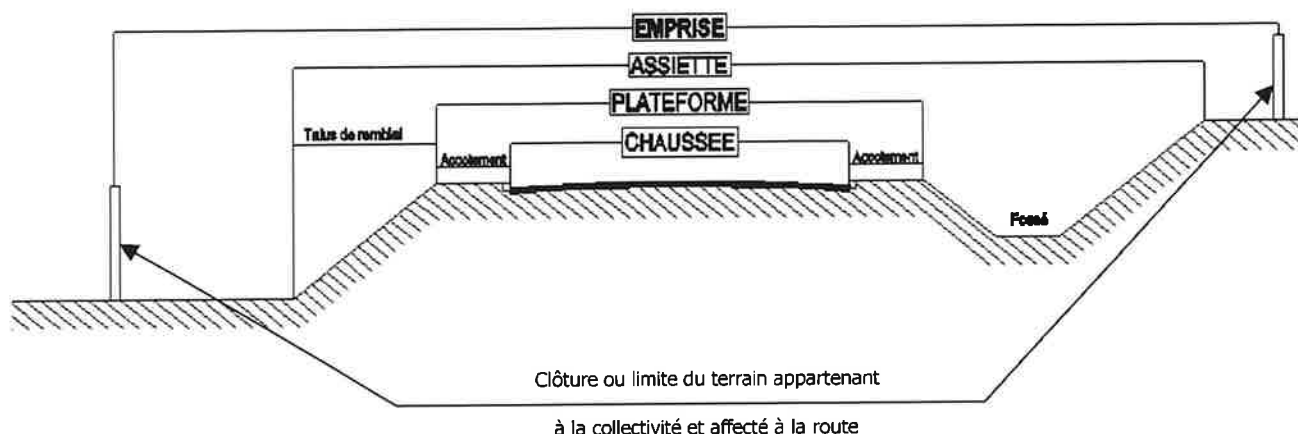 EMPRISE
ASSIETTE
PLATEFORME
Talus de remblai
CHAUSSEE
Accotement
Accotement
Fossé
Clôture ou limite du terrain appartenant
à la collectivité et affecté à la route